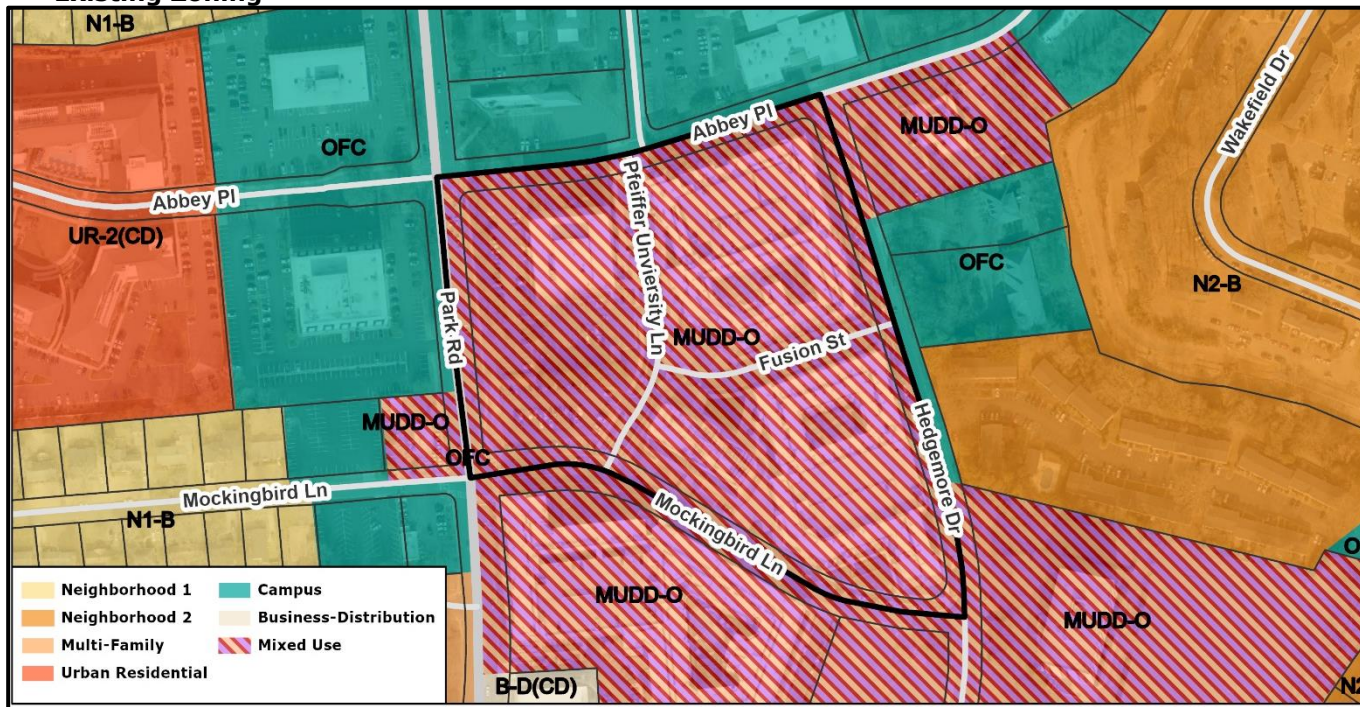 Existing Zoning
N1-B
Wakefield Dr
Abbey Pl
MUDD-O
OFC
Pfeiffer Unviersity Ln
Abbey Pl
UR-2(CD)
OFC
N2-B
Park Rd
MUDD-O
Fusion St
MUDD-O
Hedgemore Dr
OFC
Mockingbird Ln
N1-B
Mockingbird Ln
O
Neighborhood 1
Neighborhood 2
Multi-Family
Urban Residential
Campus
Business-Distribution
Mixed Use
MUDD-O
MUDD-O
B-D(CD)
N2